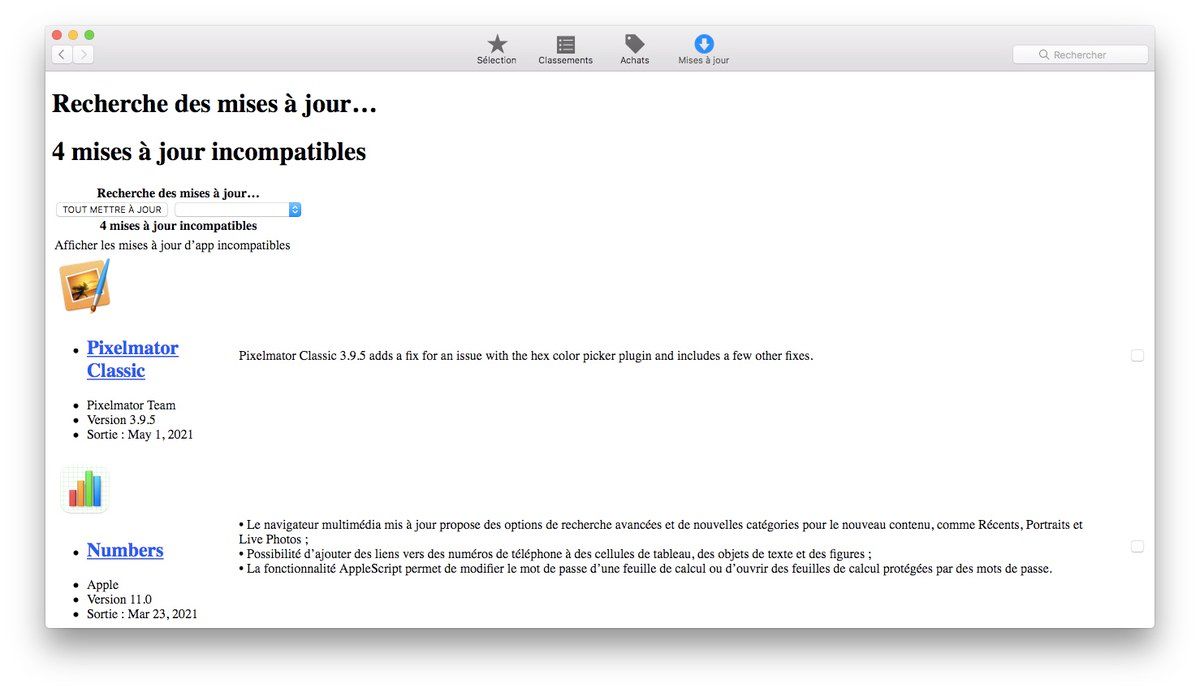 Sélection
Classements
Achats
Mises à jour
Rechercher
Recherche des mises à jour…
4 mises à jour incompatibles
Recherche des mises à jour…
TOUT METTRE À JOUR
4 mises à jour incompatibles
Afficher les mises à jour d’app incompatibles
Pixelmator
Classic
Pixelmator Classic 3.9.5 adds a fix for an issue with the hex color picker plugin and includes a few other fixes.
• Pixelmator Team
• Version 3.9.5
• Sortie : May 1, 2021
Numbers
• Le navigateur multimédia mis à jour propose des options de recherche avancées et de nouvelles catégories pour le nouveau contenu, comme Récents, Portraits et
Live Photos ;
• Possibilité d’ajouter des liens vers des numéros de téléphone à des cellules de tableau, des objets de texte et des figures ;
• La fonctionnalité AppleScript permet de modifier le mot de passe d’une feuille de calcul ou d’ouvrir des feuilles de calcul protégées par des mots de passe.
• Apple
• Version 11.0
• Sortie : Mar 23, 2021